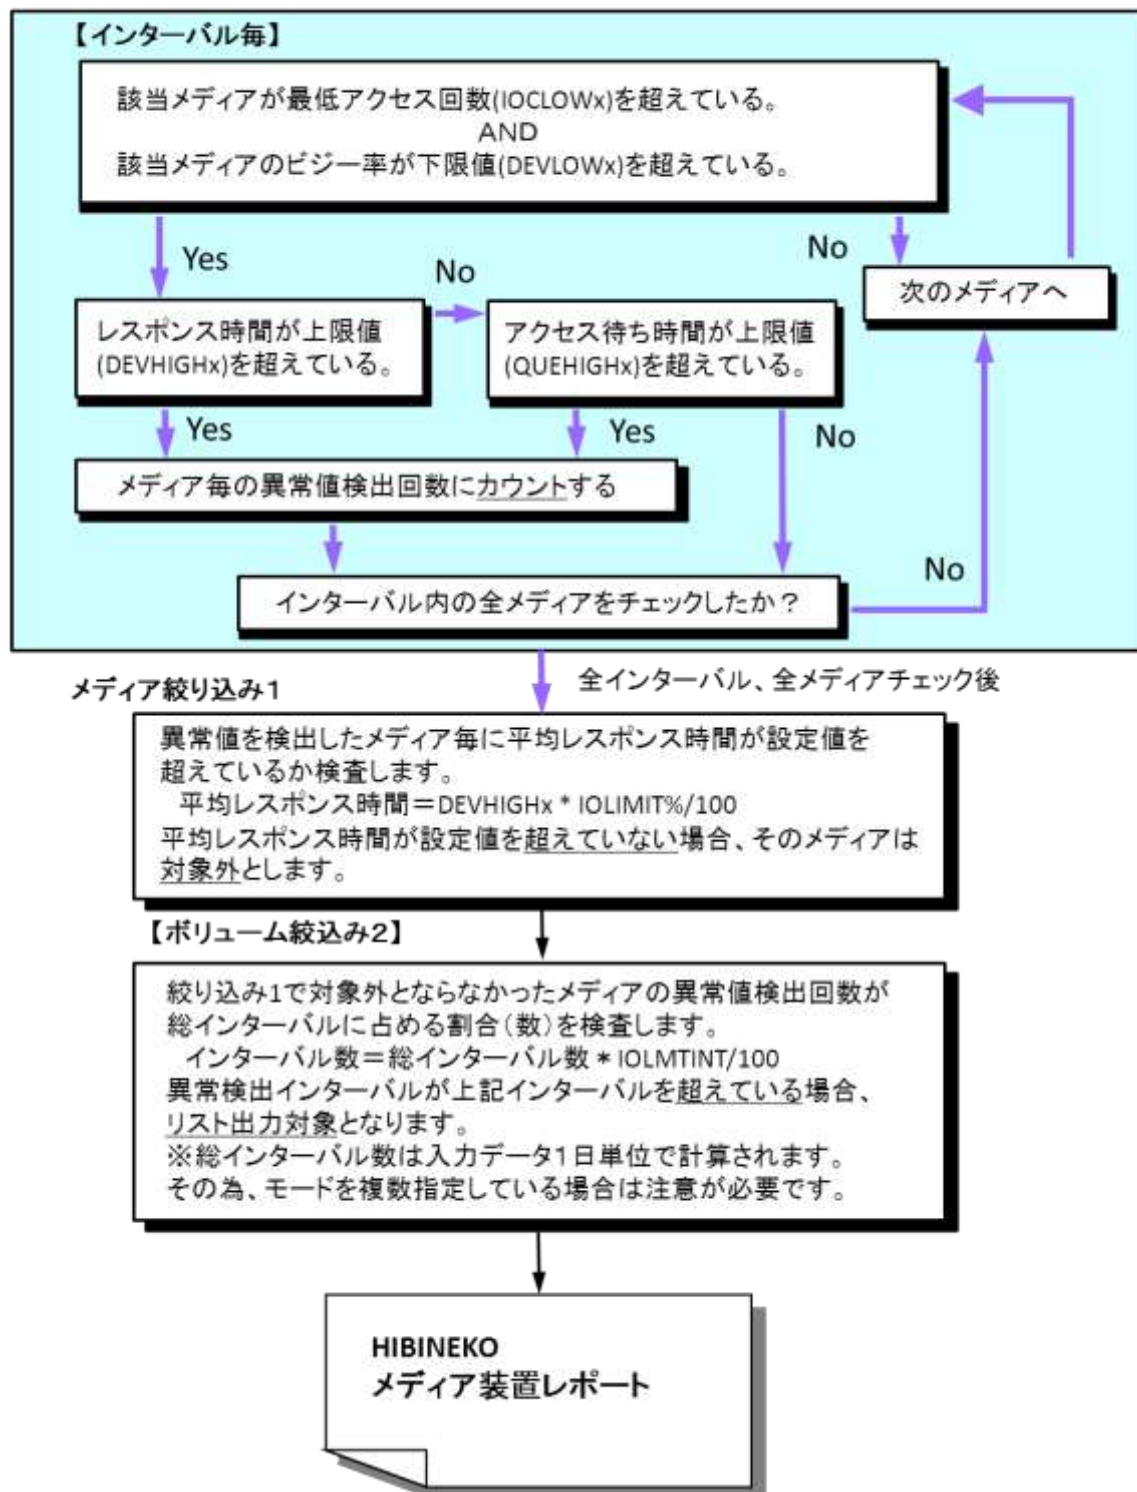 【インターバル毎】
該当メディアが最低アクセス回数(IOCLOWx)を超えている。
AND
該当メディアのビジー率が下限値(DEVLOWx)を超えている。
Yes
No
No
次のメディアへ
レスポンス時間が上限値
(DEVHIGHx)を超えている。
アクセス待ち時間が上限値
(QUEHIGHx)を超えている。
Yes
Yes
No
メディア毎の異常値検出回数にカウントする
No
インターバル内の全メディアをチェックしたか？
メディア絞り込み1
全インターバル、全メディアチェック後
異常値を検出したメディア毎に平均レスポンス時間が設定値を
超えているか検査します。
平均レスポンス時間＝DEVHIGHx * IOLIMIT%/100
平均レスポンス時間が設定値を超えていない場合、そのメディアは
対象外とします。
【ボリューム絞込み2】
絞り込み1で対象外とならなかったメディアの異常値検出回数が
総インターバルに占める割合（数）を検査します。
インターバル数＝総インターバル数 * IOLMTINT/100
異常検出インターバルが上記インターバルを超えている場合、
リスト出力対象となります。
※総インターバル数は入力データ1日単位で計算されます。
その為、モードを複数指定している場合は注意が必要です。
HIBINEKO
メディア装置レポート